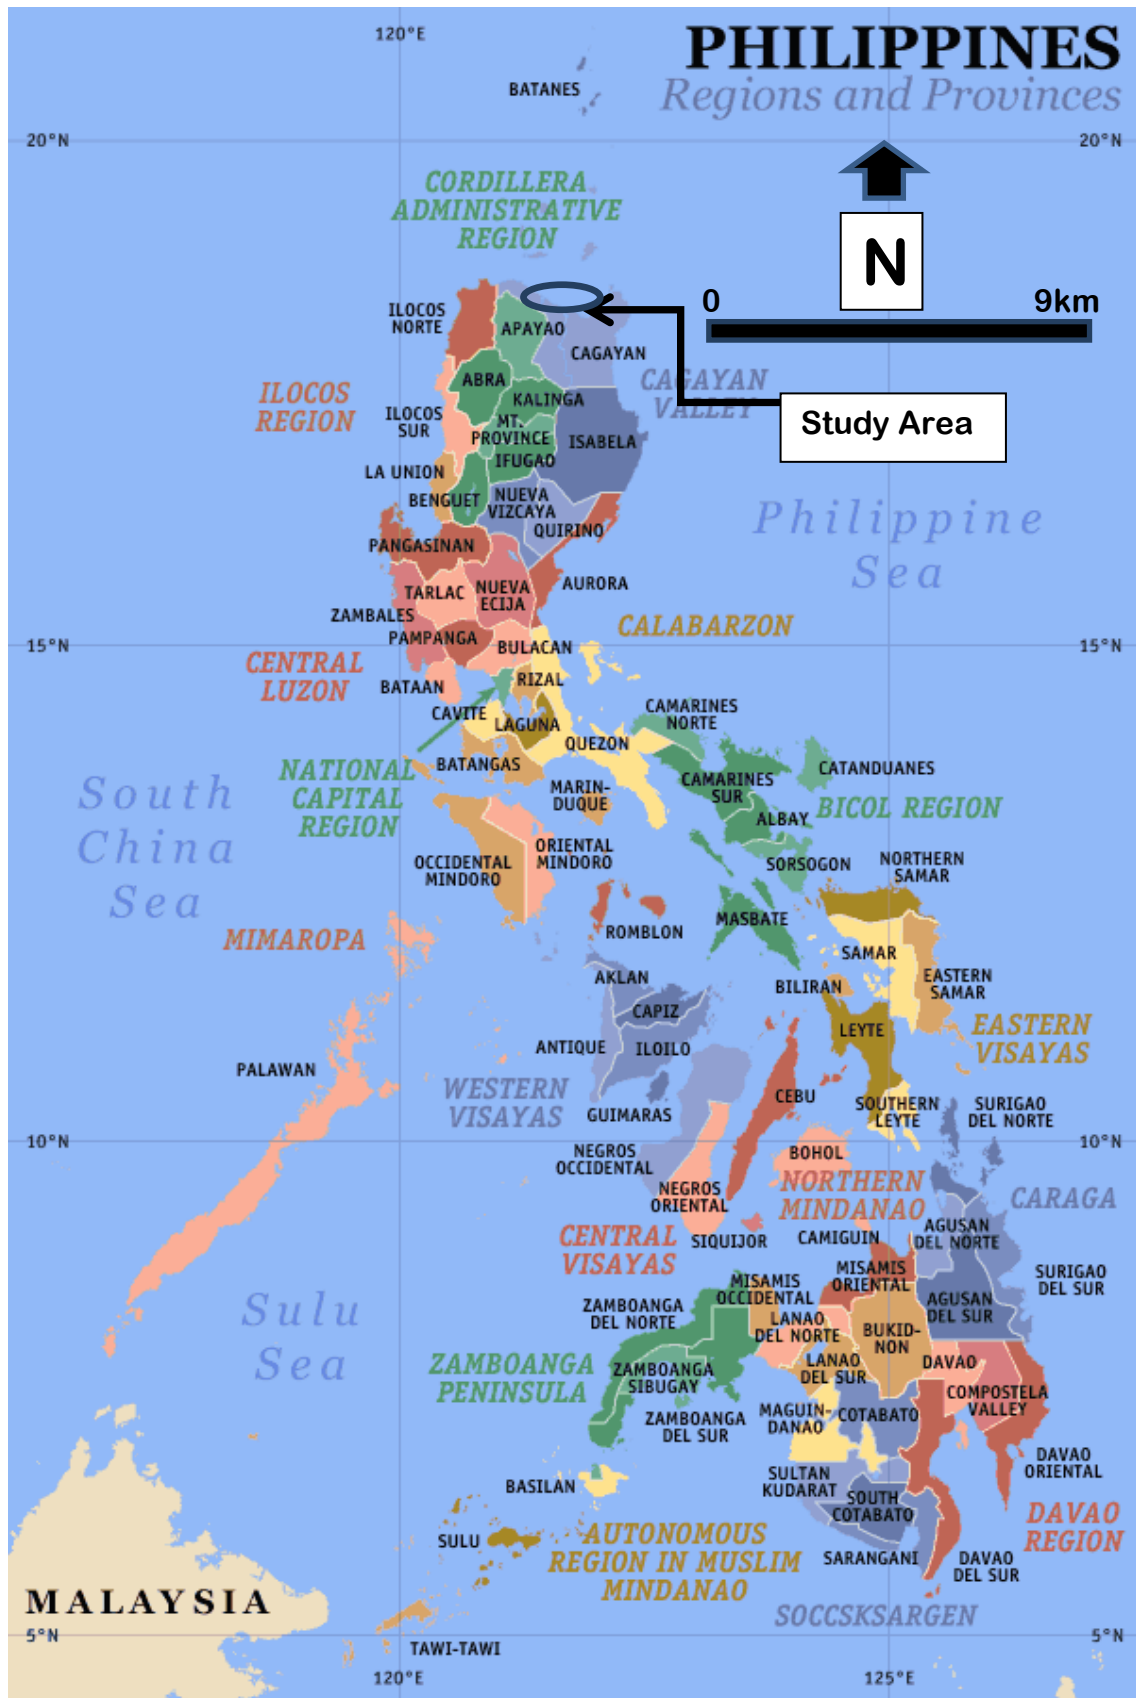 120°E
PHILIPPINES
Regions and Provinces
BATANES
20°N
20°N
CORDILLERA
ADMINISTRATIVE
REGION
N
0
9km
ILOCOS
NORTE
APAYAO
CAGAYAN
ABRA
CAGAYAN
VALLEY
ILOCOS
REGION
KALINGA
ILOCOS
SUR
MT.
PROVINCE
Study Area
ISABELA
IFUGAO
LA UNION
BENGUET
NUEVA
VIZCAYA
QUIRINO
Philippine
Sea
PANGASINAN
AURORA
TARLAC
NUEVA
ECIJA
ZAMBALES
PAMPANGA
CALABARZON
15°N
BULACAN
15°N
CENTRAL
LUZON
BATAAN
RIZAL
CAVITE
LAGUNA
CAMARINES
NORTE
QUEZON
NATIONAL
CAPITAL
REGION
BATANGAS
CATANDUANES
CAMARINES
SUR
MARIN-
DUQUE
BICOL REGION
ALBAY
South
China
Sea
OCCIDENTAL
MINDORO
ORIENTAL
MINDORO
SORSOGON
NORTHERN
SAMAR
MASBATE
ROMBLON
MIMAROPA
SAMAR
AKLAN
BILIRAN
EASTERN
SAMAR
CAPIZ
LEYTE
EASTERN
VISAYAS
ANTIQUE
ILOILO
PALAWAN
WESTERN
VISAYAS
CEBU
GUIMARAS
SOUTHERN
LEYTE
SURIGAO
DEL NORTE
10°N
10°N
NEGROS
OCCIDENTAL
BOHOL
NORTHERN
MINDANAO
NEGROS
ORIENTAL
CARAGA
CENTRAL
VISAYAS
SIQUIJOR
CAMIGUIN
AGUSAN
DEL NORTE
MISAMIS
OCCIDENTAL
MISAMIS
ORIENTAL
SURIGAO
DEL SUR
Sulu
Sea
ZAMBOANGA
DEL NORTE
LANAO
DEL NORTE
AGUSAN
DEL SUR
BUKID-
NON
ZAMBOANGA
PENINSULA
ZAMBOANGA
SIBUGAY
LANAO
DEL SUR
DAVAO
COMPOSTELA
VALLEY
ZAMBOANGA
DEL SUR
MAGUIN-
DANAO
COTABATO
DAVAO
ORIENTAL
BASILAN
SULTAN
KUDARAT
SOUTH
COTABATO
DAVAO
REGION
SULU
AUTONOMOUS
REGION IN MUSLIM
MINDANAO
SARANGANI
DAVAO
DEL SUR
MALAYSIA
SOCCSKSARGEN
5°N
5°N
TAWI-TAWI
120°E
125°E